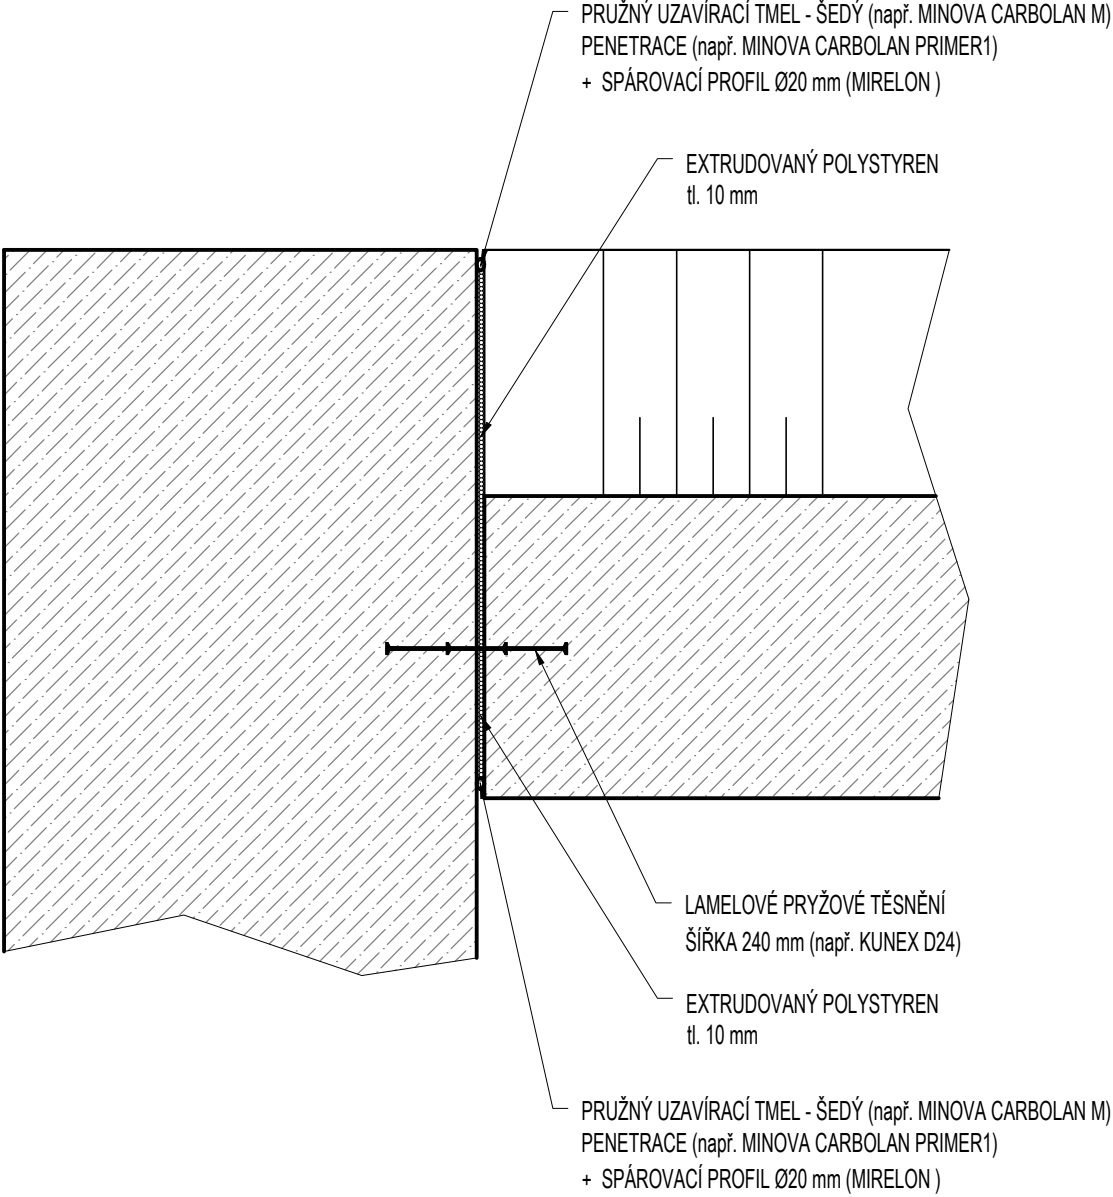 PRUŽNÝ UZAVÍRACÍ TMEL - ŠEDÝ (např. MINOVA CARBOLAN M)
PENETRACE (např. MINOVA CARBOLAN PRIMER1)
+ SPÁROVACÍ PROFIL Ø20 mm (MIRELON )
EXTRUDOVANÝ POLYSTYREN
tl. 10 mm
LAMELOVÉ PRYŽOVÉ TĚSNĚNÍ
ŠÍŘKA 240 mm (např. KUNEX D24)
EXTRUDOVANÝ POLYSTYREN
tl. 10 mm
PRUŽNÝ UZAVÍRACÍ TMEL - ŠEDÝ (např. MINOVA CARBOLAN M)
PENETRACE (např. MINOVA CARBOLAN PRIMER1)
+ SPÁROVACÍ PROFIL Ø20 mm (MIRELON )